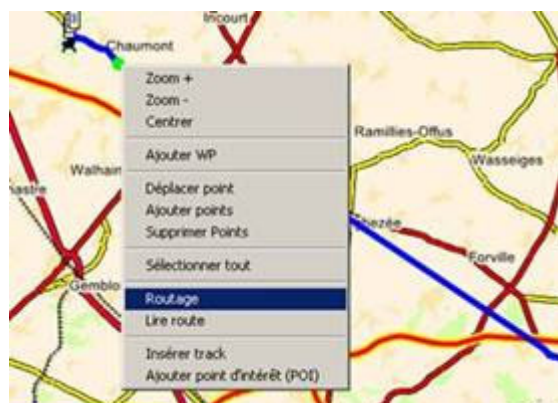 Incourt
Chaumont
Zoom +
Zoom -
Centrer
Ajouter WP
Ramillies-Offus
Wasseiges
Walhain
Déplacer point
Ajouter points
Supprimer Points
Sélectionner tout
Forville
Gemblo
Routage
Lire route
Insérer track
Ajouter point d'intérêt (POI)